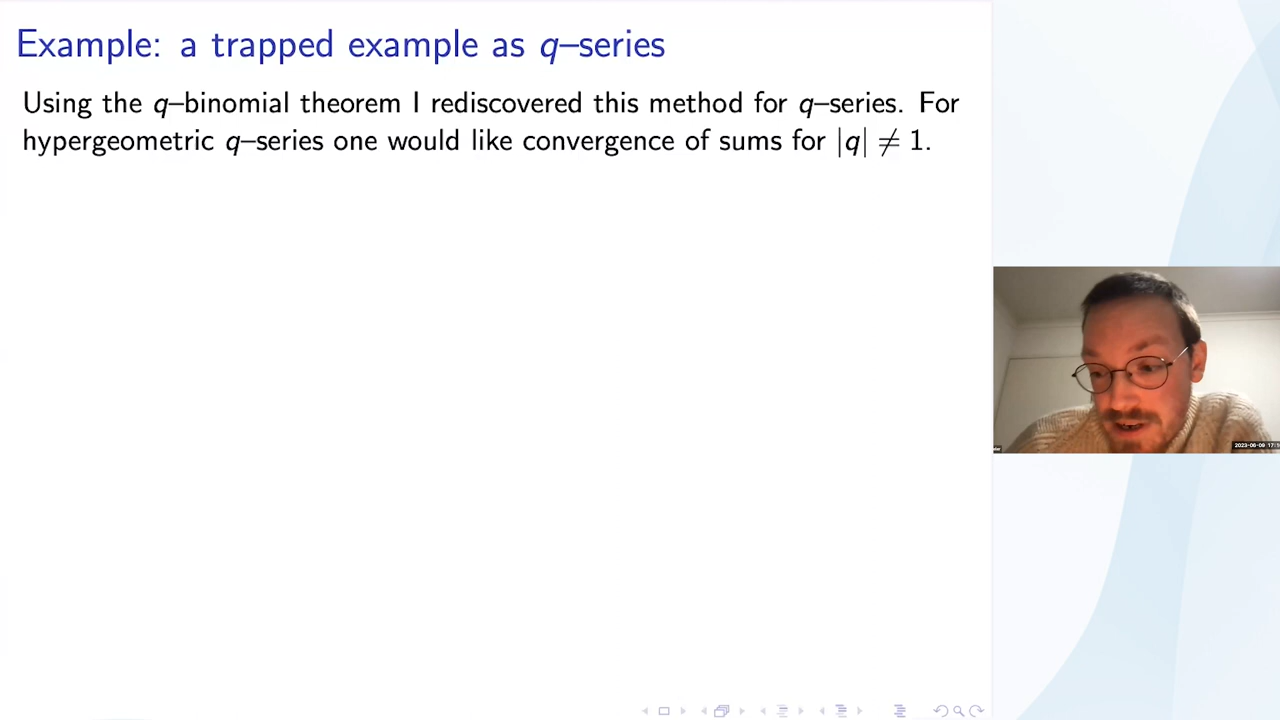 Example: a trapped example as q–series
Using the q–binomial theorem I rediscovered this method for q–series. For
hypergeometric q–series one would like convergence of sums for |q| ≠ 1.